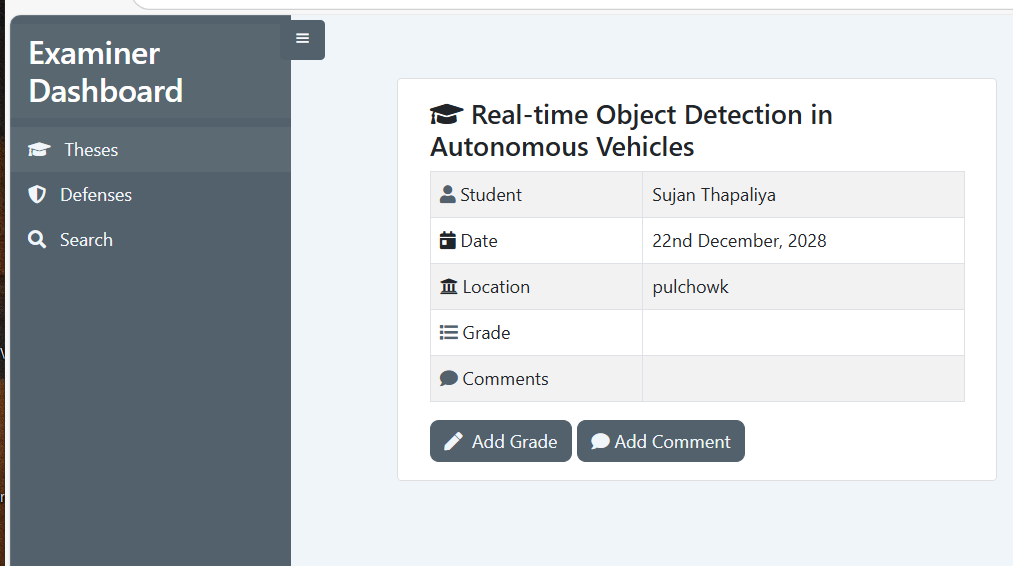 Examiner
Dashboard
Theses
Defenses
Search
Real-time Object Detection in
Autonomous Vehicles
Student Sujan Thapaliya
Date 22nd December, 2028
Location pulchowk
Grade
Comments
Add Grade Add Comment